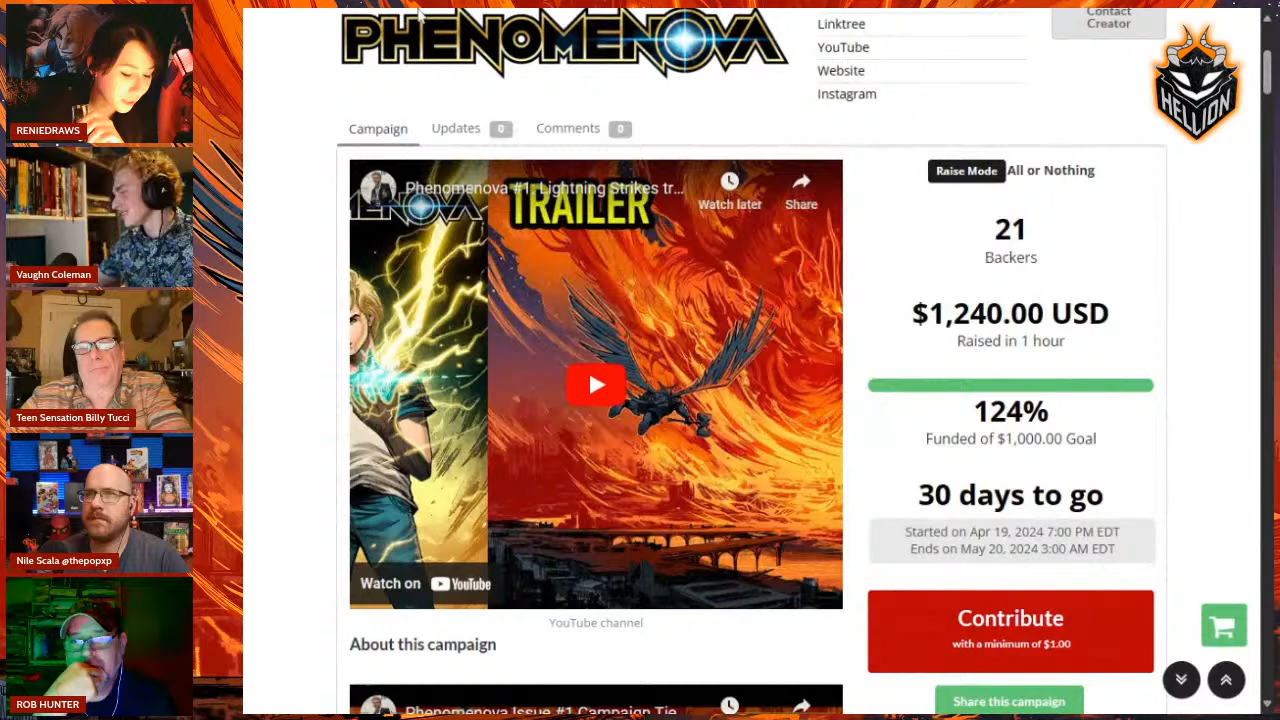 RENIEDRAWS
Vaughn Coleman
Teen Sensation Billy Tucci
Nile Scala @thepopxp
ROB HUNTER
PHENOMENOVA
Linktree
YouTube
Website
Instagram
Contact
Creator
HELLION
Campaign
Updates 0
Comments 0
Phenomenova #1: Lightning Strikes tr...
Watch later
Share
MENOVA
TRAILER
Watch on YouTube
YouTube channel
About this campaign
Phenomenova Issue #1 Campaign Tie...
Raise Mode All or Nothing
21
Backers
$1,240.00 USD
Raised in 1 hour
124%
Funded of $1,000.00 Goal
30 days to go
Started on Apr 19, 2024 7:00 PM EDT
Ends on May 20, 2024 3:00 AM EDT
Contribute
with a minimum of $1.00
Share this campaign